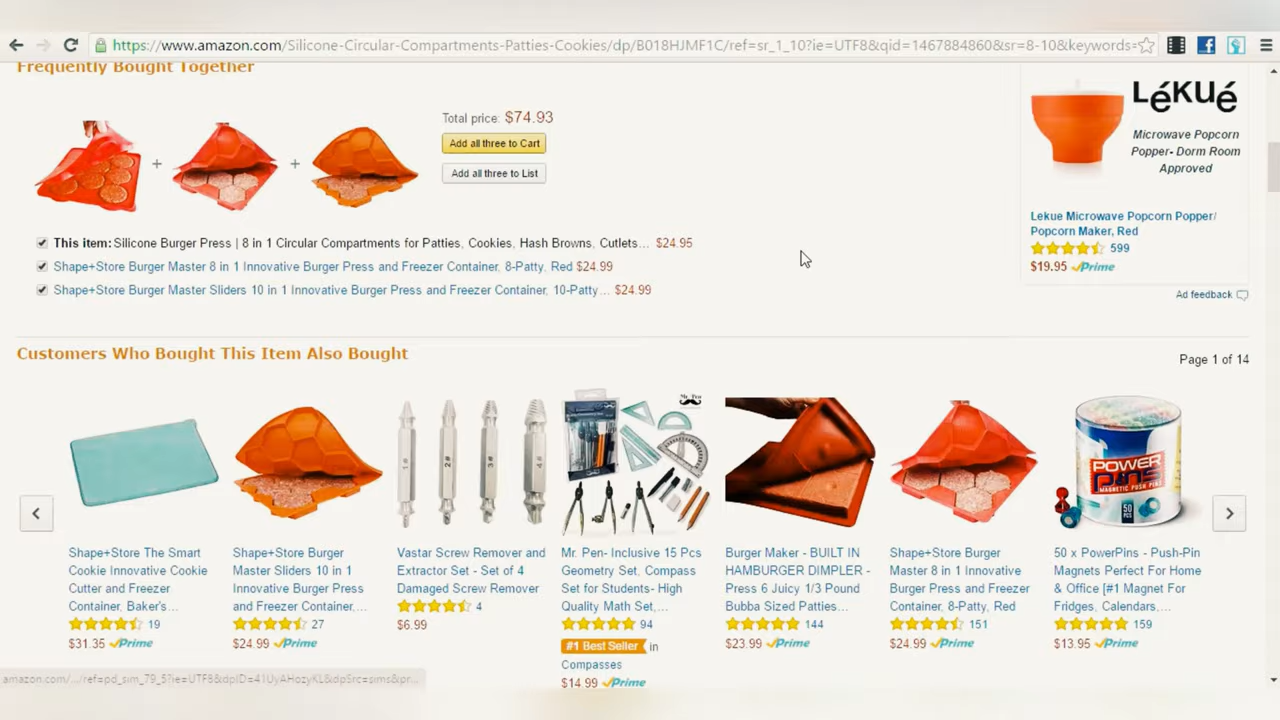 https://www.amazon.com/Silicone-Circular-Compartments-Patties-Cookies/dp/B018HJMF1C/ref=sr_1_10?ie=UTF8&qid=1467884860&sr=8-10&keywords=
Frequently Bought Together
Total price: $74.93
Add all three to Cart
Add all three to List
This item: Silicone Burger Press | 8 in 1 Circular Compartments for Patties, Cookies, Hash Browns, Cutlets... $24.95
Shape+Store Burger Master 8 in 1 Innovative Burger Press and Freezer Container, 8-Patty, Red $24.99
Shape+Store Burger Master Sliders 10 in 1 Innovative Burger Press and Freezer Container, 10-Patty... $24.99
Lékué
Microwave Popcorn
Popper- Dorm Room
Approved
Lekue Microwave Popcorn Popper/
Popcorn Maker, Red
599
$19.95 Prime
Ad feedback
Customers Who Bought This Item Also Bought
Page 1 of 14
Shape+Store The Smart
Cookie Innovative Cookie
Cutter and Freezer
Container, Baker's...
19
$31.35 Prime
Shape+Store Burger
Master Sliders 10 in 1
Innovative Burger Press
and Freezer Container,...
27
$24.99 Prime
1#
2#
3#
4#
Vastar Screw Remover and
Extractor Set - Set of 4
Damaged Screw Remover
4
$6.99
Mr. Pen
Mr. Pen- Inclusive 15 Pcs
Geometry Set, Compass
Set for Students- High
Quality Math Set,...
94
#1 Best Seller in
Compasses
$14.99 Prime
Burger Maker - BUILT IN
HAMBURGER DIMPLER -
Press 6 Juicy 1/3 Pound
Bubba Sized Patties...
144
$23.99 Prime
Shape+Store Burger
Master 8 in 1 Innovative
Burger Press and Freezer
Container, 8-Patty, Red
151
$24.99 Prime
POWER
PINS
MAGNETIC PUSH PINS
50
PCS
50 x PowerPins - Push-Pin
Magnets Perfect For Home
& Office [#1 Magnet For
Fridges, Calendars,...
159
$13.95 Prime